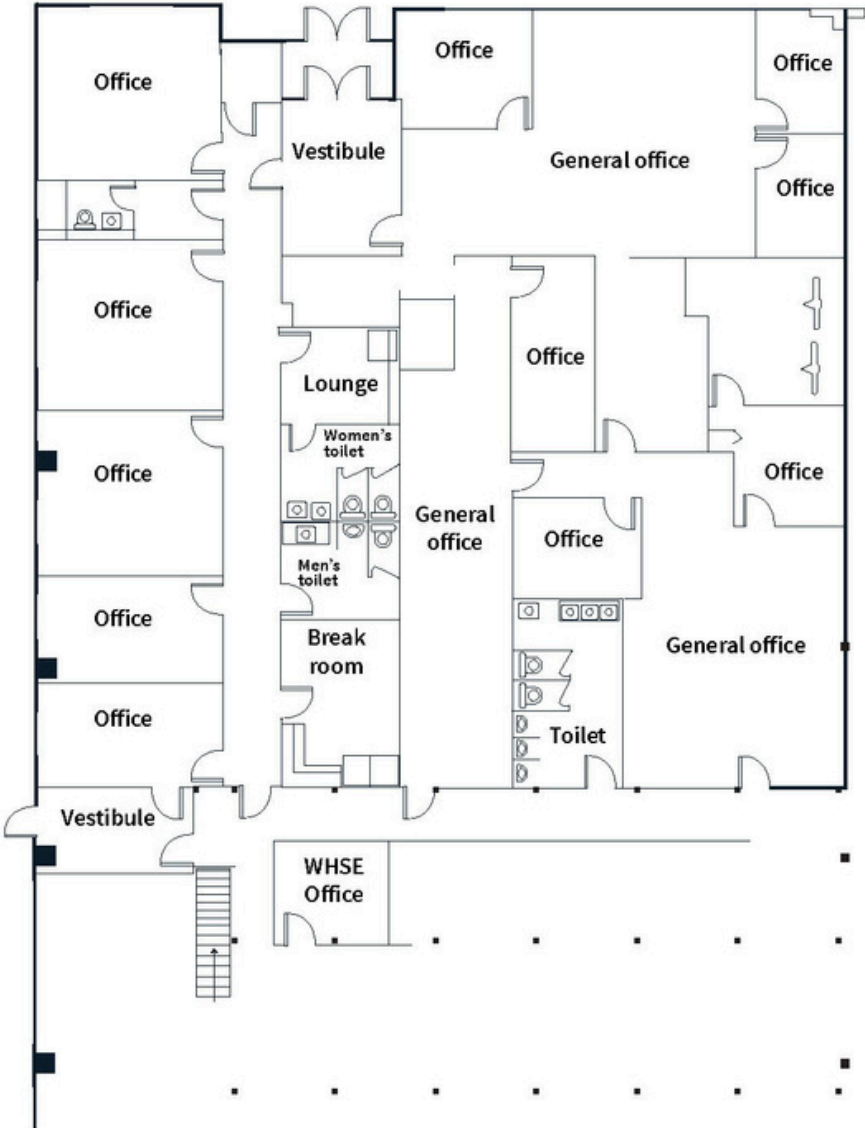 Office
Office
Office
Vestibule
General office
Office
Office
Office
Lounge
Women's
toilet
Office
Office
General
office
Office
Men's
toilet
Office
Break
room
General office
Office
Toilet
Vestibule
WHSE
Office